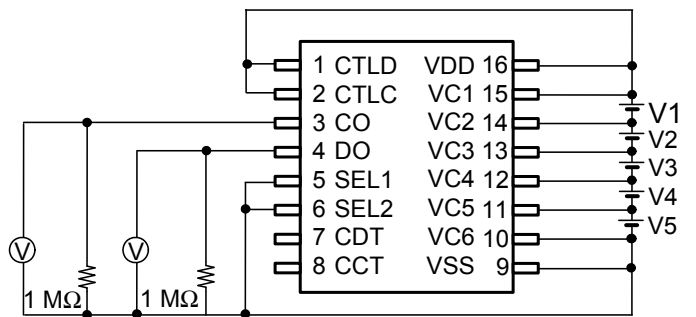 1 CTLD VDD 16
2 CTLC VC1 15
3 CO VC2 14
4 DO VC3 13
5 SEL1 VC4 12
6 SEL2 VC5 11
7 CDT VC6 10
8 CCT VSS 9
V1
V2
V3
V4
V5
V
V
1 MΩ
1 MΩ